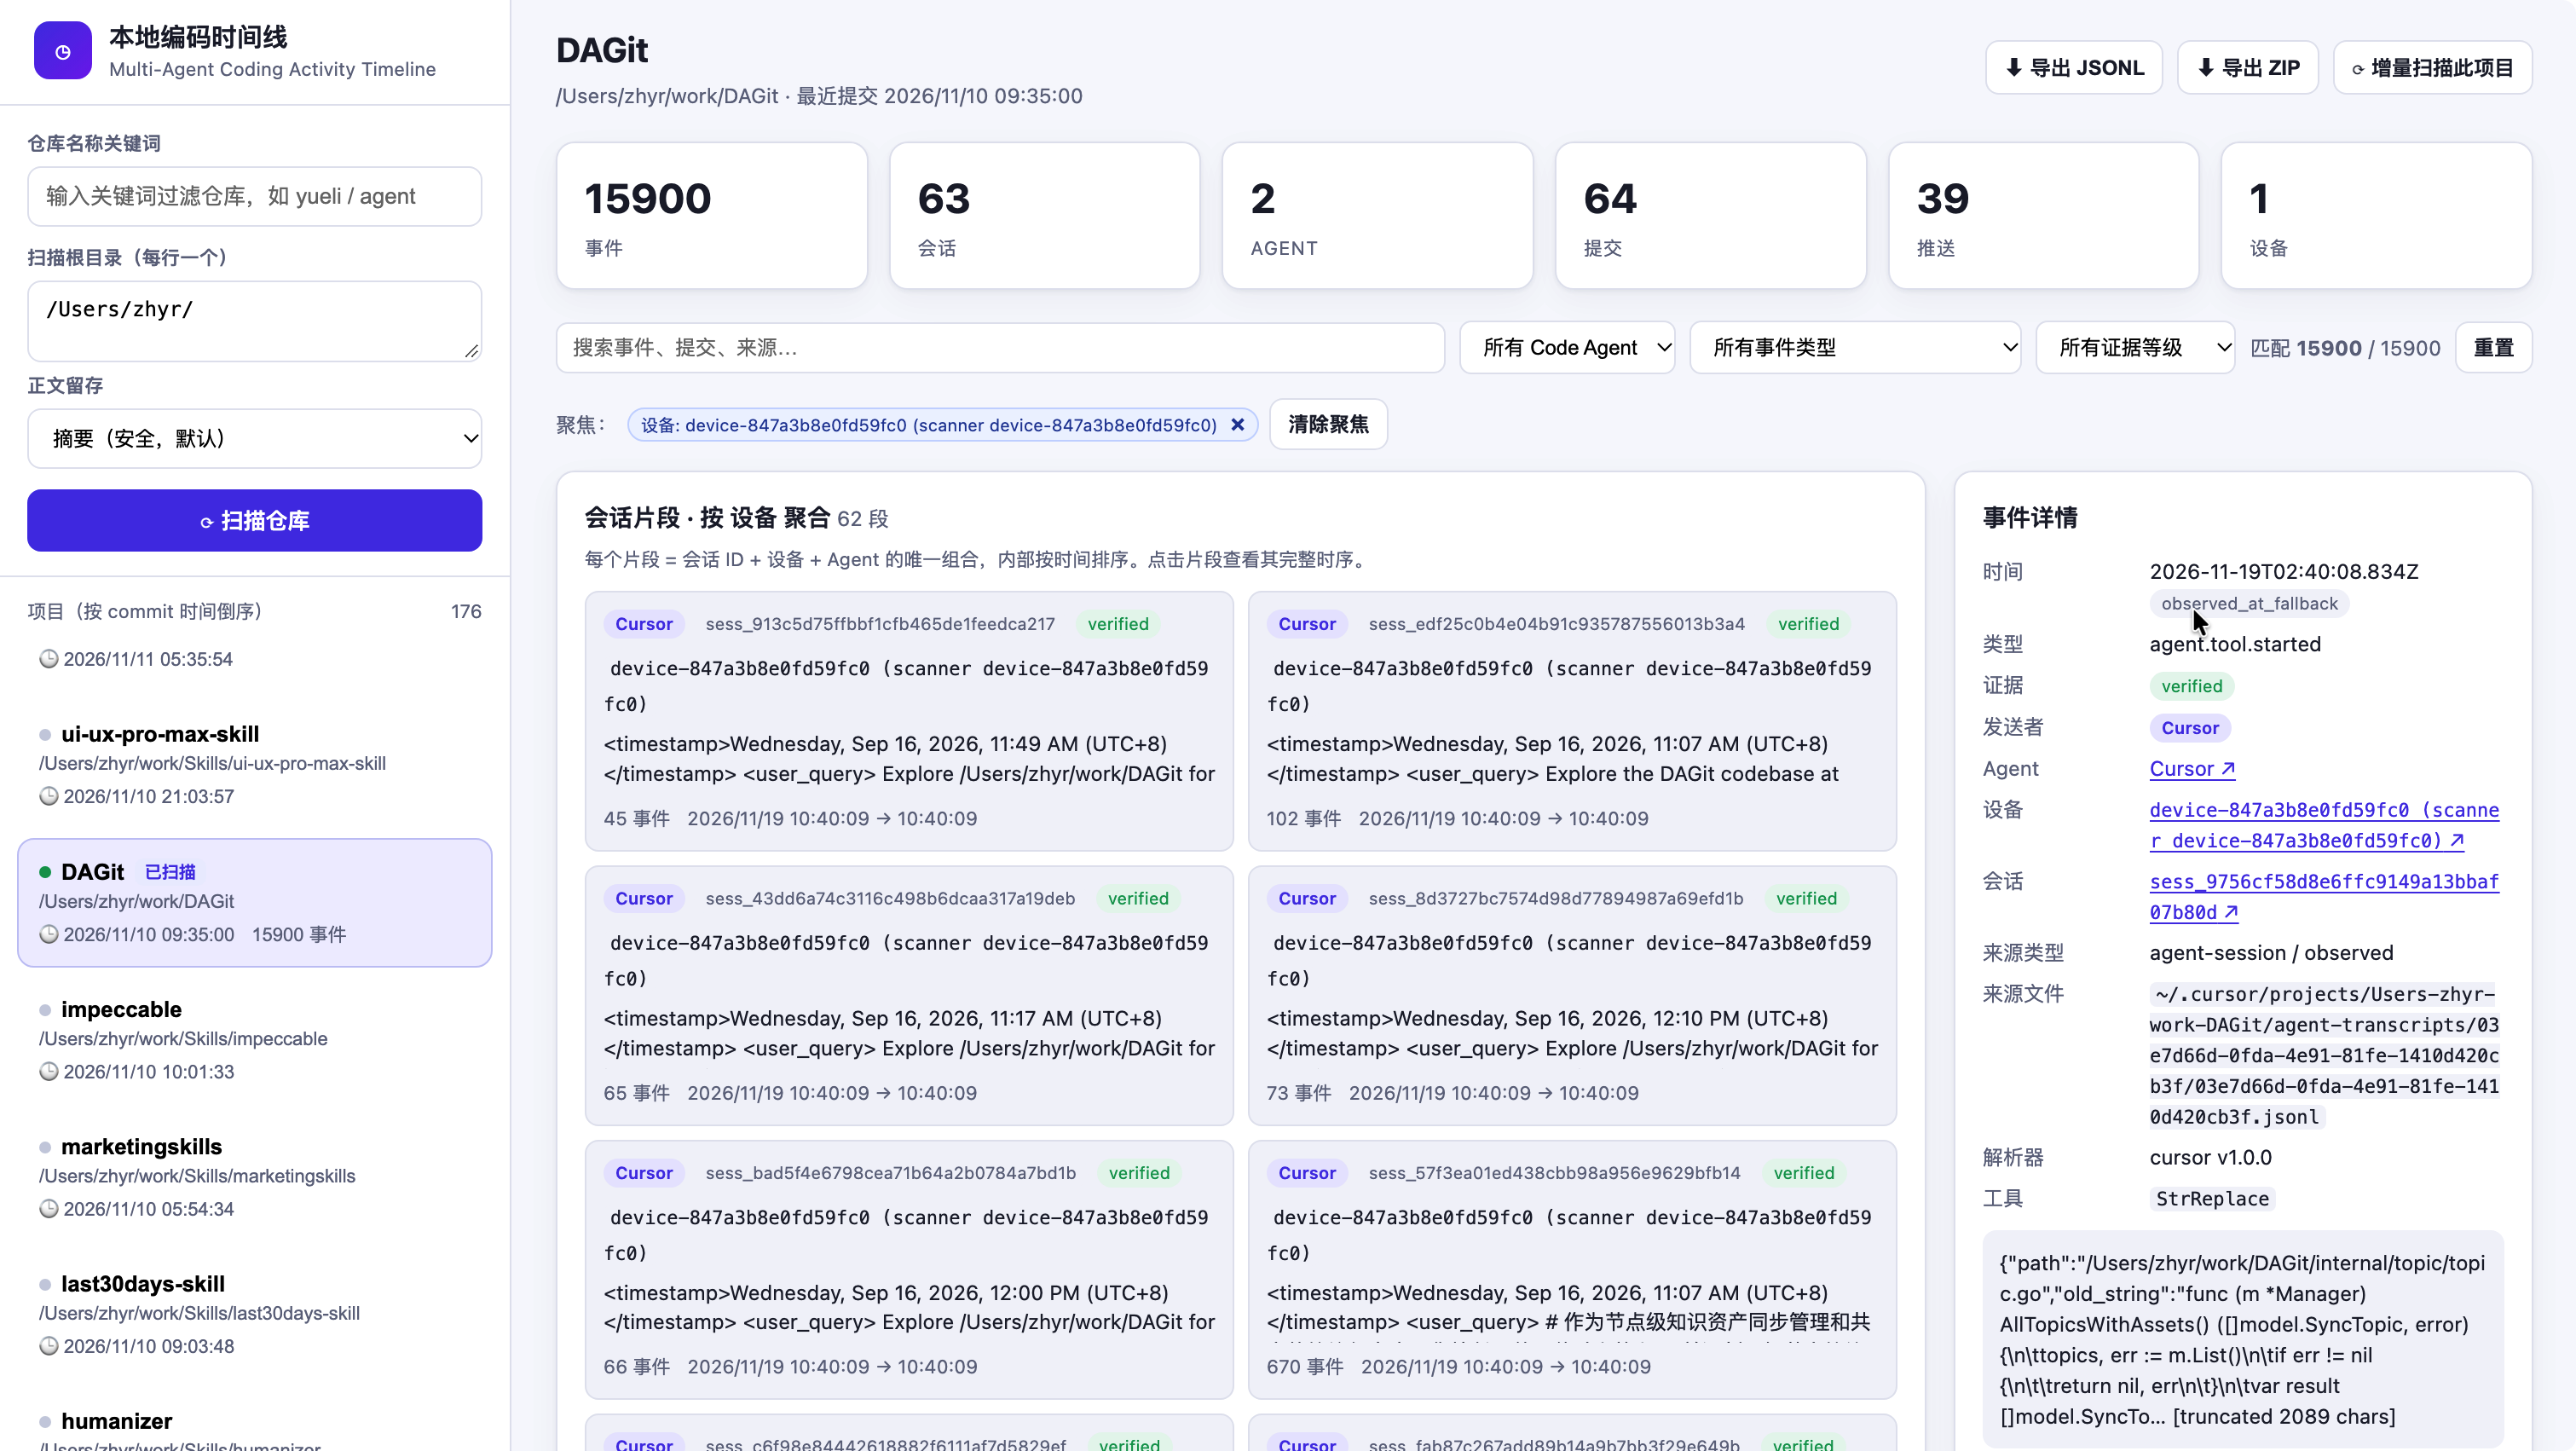 本地编码时间线
Multi-Agent Coding Activity Timeline
仓库名称关键词
输入关键词过滤仓库，如 yueli / agent
扫描根目录（每行一个）
/Users/zhyr/
正文留存
摘要（安全，默认）
⟳ 扫描仓库
项目（按 commit 时间倒序）
176
2026/11/11 05:35:54
ui-ux-pro-max-skill
/Users/zhyr/work/Skills/ui-ux-pro-max-skill
2026/11/10 21:03:57
DAGit 已扫描
/Users/zhyr/work/DAGit
2026/11/10 09:35:00 15900 事件
impeccable
/Users/zhyr/work/Skills/impeccable
2026/11/10 10:01:33
marketingskills
/Users/zhyr/work/Skills/marketingskills
2026/11/10 05:54:34
last30days-skill
/Users/zhyr/work/Skills/last30days-skill
2026/11/10 09:03:48
humanizer
/Users/zhyr/work/Skills/humanizer
DAGit
/Users/zhyr/work/DAGit · 最近提交 2026/11/10 09:35:00
⬇ 导出 JSONL
⬇ 导出 ZIP
⟳ 增量扫描此项目
15900
事件
63
会话
2
AGENT
64
提交
39
推送
1
设备
搜索事件、提交、来源…
所有 Code Agent
所有事件类型
所有证据等级
匹配 15900 / 15900
重置
聚焦：
设备: device-847a3b8e0fd59fc0 (scanner device-847a3b8e0fd59fc0) ✕
清除聚焦
会话片段 · 按 设备 聚合 62 段
每个片段 = 会话 ID + 设备 + Agent 的唯一组合，内部按时间排序。点击片段查看其完整时序。
Cursor sess_913c5d75ffbbf1cfb465de1feedca217 verified
device-847a3b8e0fd59fc0 (scanner device-847a3b8e0fd59
fc0)
<timestamp>Wednesday, Sep 16, 2026, 11:49 AM (UTC+8)
</timestamp> <user_query> Explore /Users/zhyr/work/DAGit for
45 事件 2026/11/19 10:40:09 → 10:40:09
Cursor sess_edf25c0b4e04b91c935787556013b3a4 verified
device-847a3b8e0fd59fc0 (scanner device-847a3b8e0fd59
fc0)
<timestamp>Wednesday, Sep 16, 2026, 11:07 AM (UTC+8)
</timestamp> <user_query> Explore the DAGit codebase at
102 事件 2026/11/19 10:40:09 → 10:40:09
Cursor sess_43dd6a74c3116c498b6dcaa317a19deb verified
device-847a3b8e0fd59fc0 (scanner device-847a3b8e0fd59
fc0)
<timestamp>Wednesday, Sep 16, 2026, 11:17 AM (UTC+8)
</timestamp> <user_query> Explore /Users/zhyr/work/DAGit for
65 事件 2026/11/19 10:40:09 → 10:40:09
Cursor sess_8d3727bc7574d98d77894987a69efd1b verified
device-847a3b8e0fd59fc0 (scanner device-847a3b8e0fd59
fc0)
<timestamp>Wednesday, Sep 16, 2026, 12:10 PM (UTC+8)
</timestamp> <user_query> Explore /Users/zhyr/work/DAGit for
73 事件 2026/11/19 10:40:09 → 10:40:09
Cursor sess_bad5f4e6798cea71b64a2b0784a7bd1b verified
device-847a3b8e0fd59fc0 (scanner device-847a3b8e0fd59
fc0)
<timestamp>Wednesday, Sep 16, 2026, 12:00 PM (UTC+8)
</timestamp> <user_query> Explore /Users/zhyr/work/DAGit for
66 事件 2026/11/19 10:40:09 → 10:40:09
Cursor sess_57f3ea01ed438cbb98a956e9629bfb14 verified
device-847a3b8e0fd59fc0 (scanner device-847a3b8e0fd59
fc0)
<timestamp>Wednesday, Sep 16, 2026, 11:07 AM (UTC+8)
</timestamp> <user_query> # 作为节点级知识资产同步管理和共
670 事件 2026/11/19 10:40:09 → 10:40:09
Cursor sess_c6f98e84442618882f6111af7d5829ef verified
Cursor sess_fab87c267add89b14a9b7bb3f29e649b verified
事件详情
时间 2026-11-19T02:40:08.834Z
observed_at_fallback
类型 agent.tool.started
证据 verified
发送者 Cursor
Agent Cursor ↗
设备 device-847a3b8e0fd59fc0 (scanne
r device-847a3b8e0fd59fc0) ↗
会话 sess_9756cf58d8e6ffc9149a13bbaf
07b80d ↗
来源类型 agent-session / observed
来源文件 ~/.cursor/projects/Users-zhyr-
work-DAGit/agent-transcripts/03
e7d66d-0fda-4e91-81fe-1410d420c
b3f/03e7d66d-0fda-4e91-81fe-141
0d420cb3f.jsonl
解析器 cursor v1.0.0
工具 StrReplace
{"path":"/Users/zhyr/work/DAGit/internal/topic/topi
c.go","old_string":"func (m *Manager)
AllTopicsWithAssets() ([]model.SyncTopic, error)
{\n\ttopics, err := m.List()\n\tif err != nil
{\n\t\treturn nil, err\n\t}\n\tvar result
[]model.SyncTo… [truncated 2089 chars]